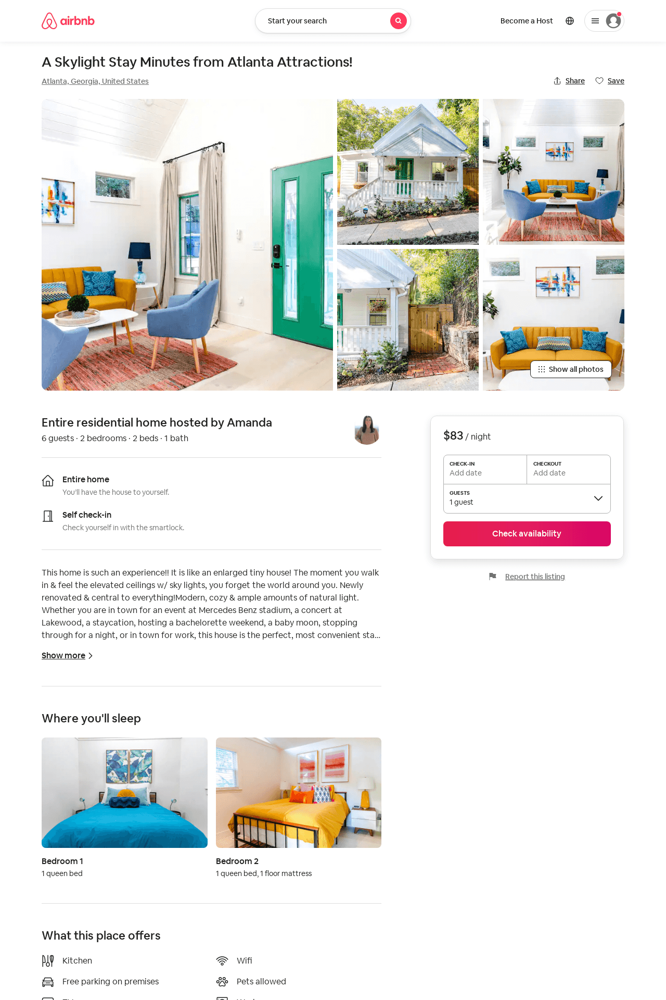 airbnb
Start your search
Become a Host
A Skylight Stay Minutes from Atlanta Attractions!
Atlanta, Georgia, United States
Share
Save
579
Show all photos
Entire residential home hosted by Amanda
6 guests · 2 bedrooms · 2 beds · 1 bath
Entire home
You’ll have the house to yourself.
Self check-in
Check yourself in with the smartlock.
$83 / night
CHECK-IN
Add date
CHECKOUT
Add date
GUESTS
1 guest
Check availability
Report this listing
This home is such an experience!! It is like an enlarged tiny house! The moment you walk
in & feel the elevated ceilings w/ sky lights, you forget the world around you. Newly
renovated & central to everything!Modern, cozy & ample amounts of natural light.
Whether you are in town for an event at Mercedes Benz stadium, a concert at
Lakewood, a staycation, hosting a bachelorette weekend, a baby moon, stopping
through for a night, or in town for work, this house is the perfect, most convenient sta…
Show more
Where you'll sleep
Bedroom 1
1 queen bed
Bedroom 2
1 queen bed, 1 floor mattress
What this place offers
Kitchen
Wifi
Free parking on premises
Pets allowed